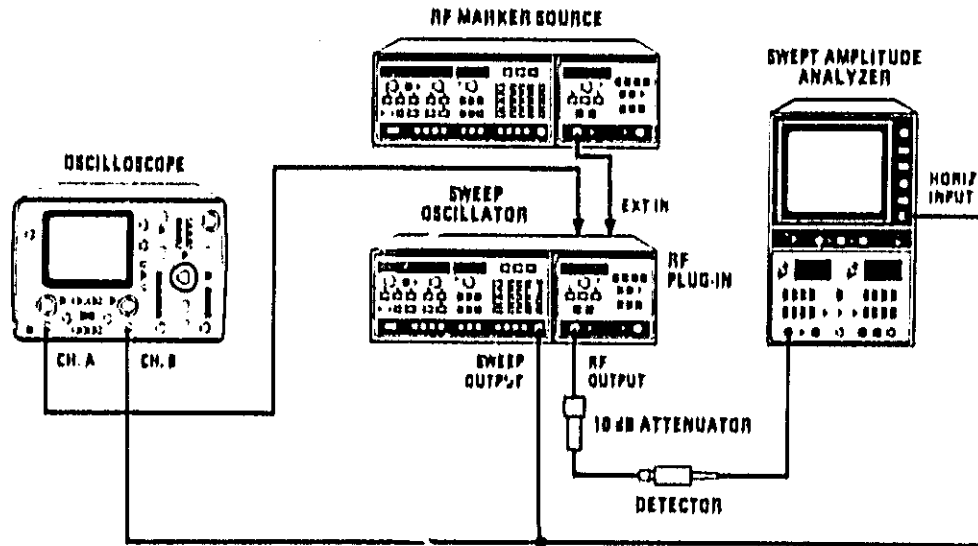 RF MARKER SOURCE
SWEPT AMPLITUDE
ANALYZER
OSCILLOSCOPE
SWEEP
OSCILLATOR
EXT IN
HORIZ
INPUT
RF
PLUG-IN
CH. A
CH. B
SWEEP
OUTPUT
RF
OUTPUT
10 dB ATTENUATOR
DETECTOR